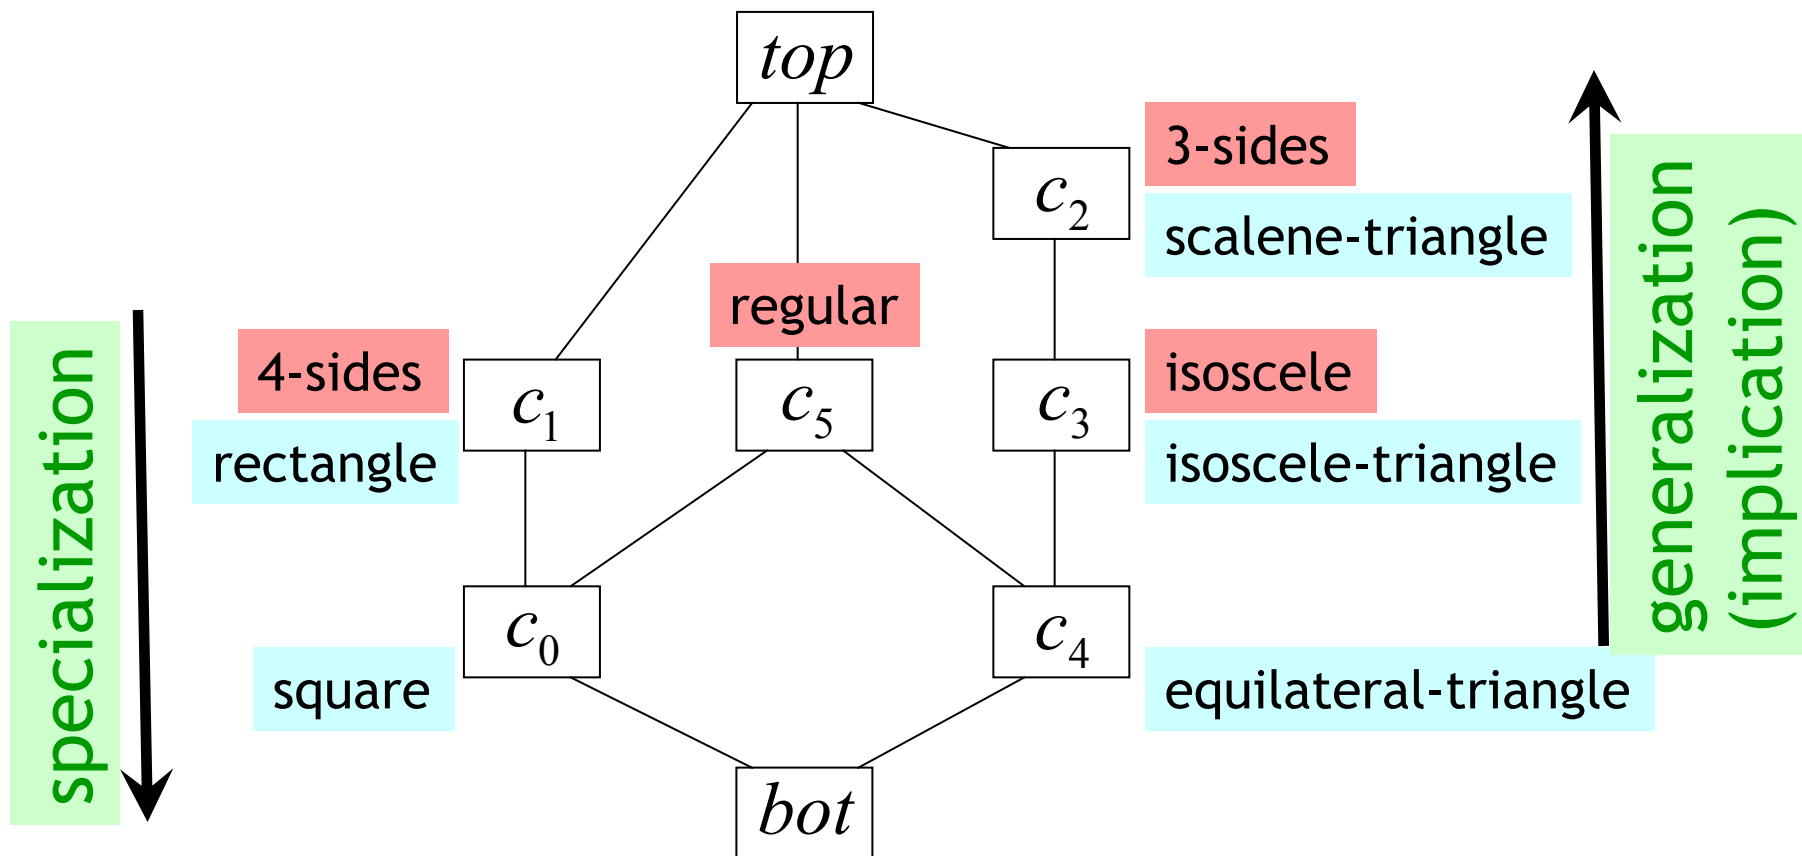 top
3-sides
c₂
scalene-triangle
regular
4-sides
c₁
rectangle
c₅
isoscele
c₃
isoscele-triangle
c₀
square
c₄
equilateral-triangle
bot
specialization
generalization
(implication)